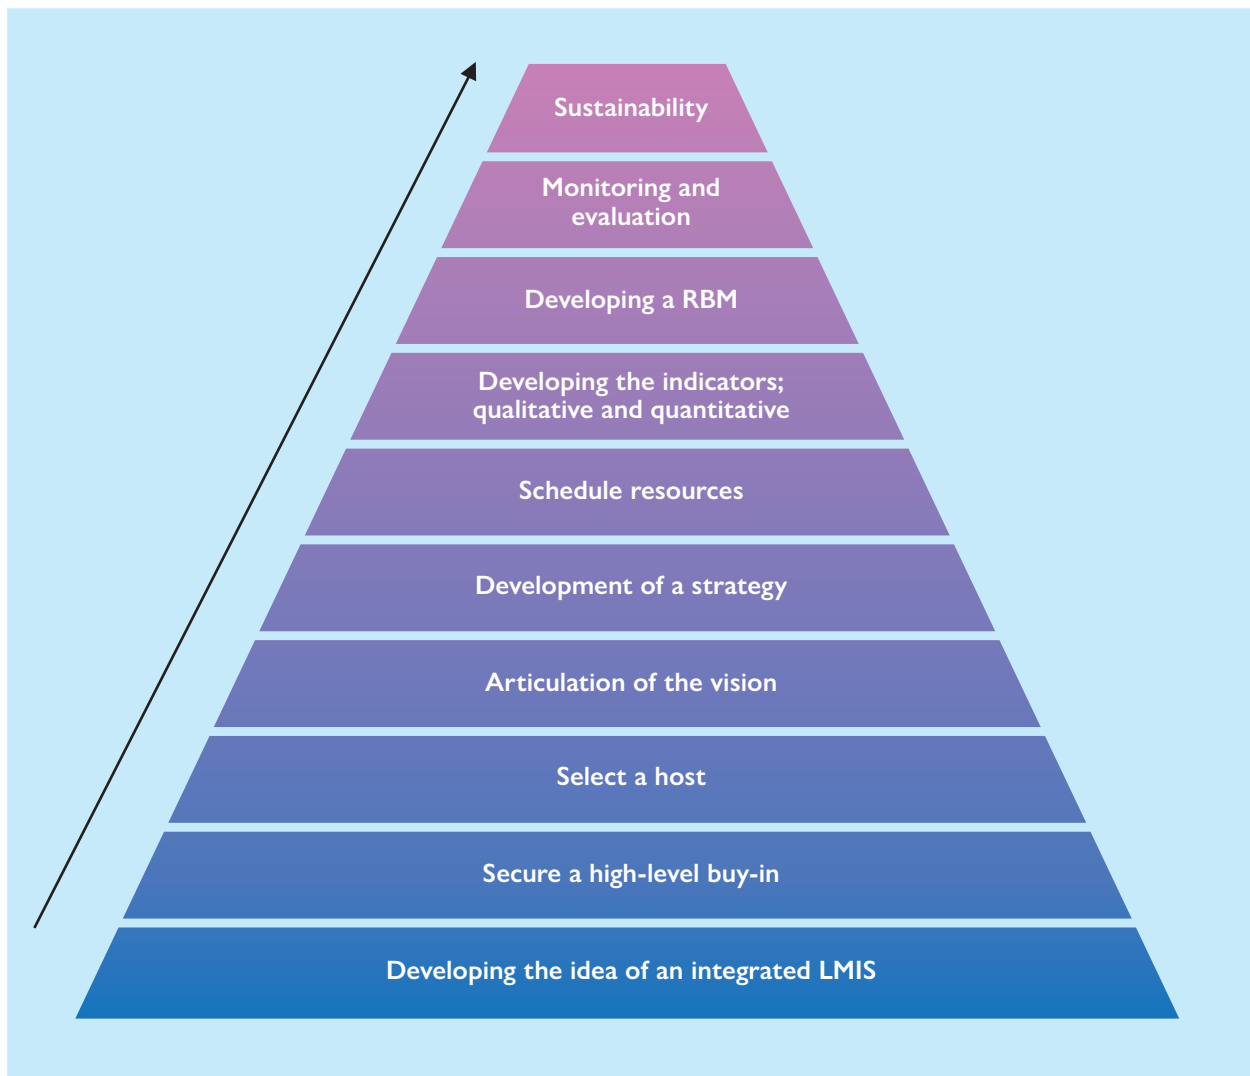 Sustainability
Monitoring and
evaluation
Developing a RBM
Developing the indicators;
qualitative and quantitative
Schedule resources
Development of a strategy
Articulation of the vision
Select a host
Secure a high-level buy-in
Developing the idea of an integrated LMIS